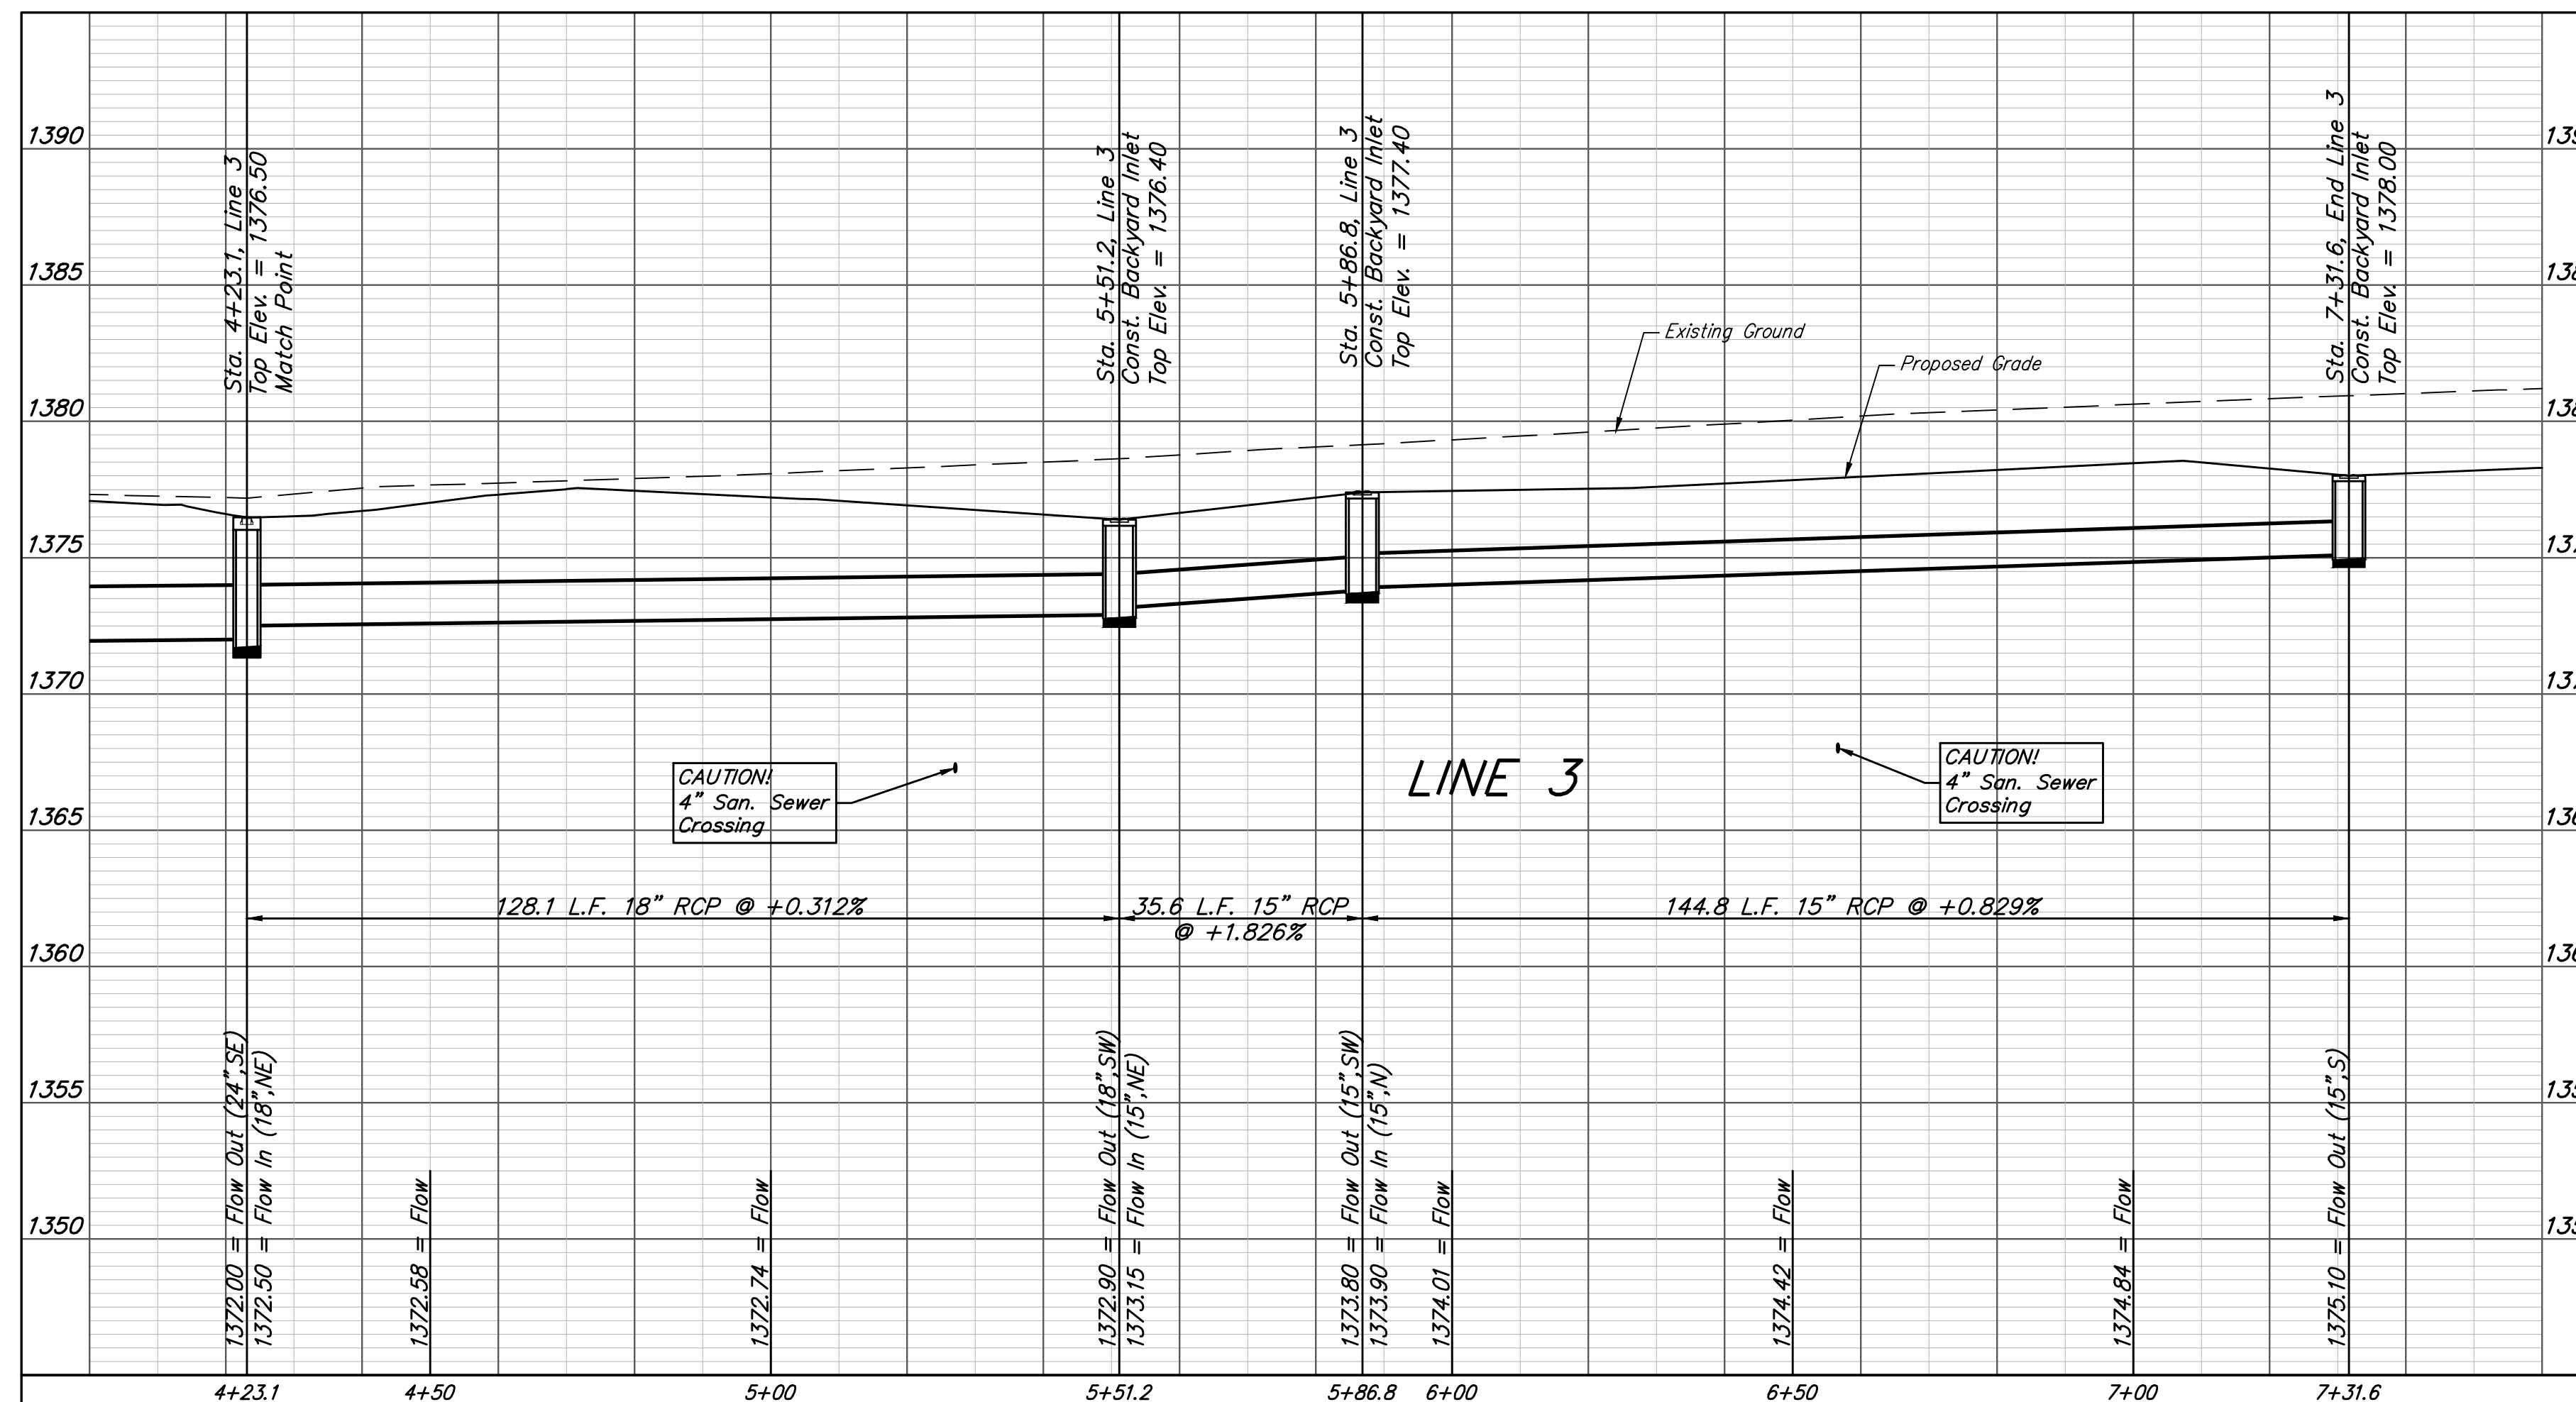 Sta. 4+23.1, Line 3
Top Elev. = 1376.50
Match Point
Sta. 5+51.2, Line 3
Const. Backyard Inlet
Top Elev. = 1376.40
Sta. 5+86.8, Line 3
Const. Backyard Inlet
Top Elev. = 1377.40
Sta. 7+31.6, End Line 3
Const. Backyard Inlet
Top Elev. = 1378.00
1390
1385
1380
1375
1370
1365
1360
1355
1350
Existing Ground
Proposed Grade
CAUTION!
4" San. Sewer
Crossing
LINE 3
CAUTION!
4" San. Sewer
Crossing
128.1 L.F. 18" RCP @ +0.312%
35.6 L.F. 15" RCP
@ +1.826%
144.8 L.F. 15" RCP @ +0.829%
1372.00 = Flow Out (24",SE)
1372.50 = Flow In (18",NE)
1372.58 = Flow
1372.74 = Flow
1372.90 = Flow Out (18",SW)
1373.15 = Flow In (15",NE)
1373.80 = Flow Out (15",SW)
1373.90 = Flow In (15",N)
1374.01 = Flow
1374.42 = Flow
1374.84 = Flow
1375.10 = Flow Out (15",S)
4+23.1 4+50 5+00 5+51.2 5+86.8 6+00 6+50 7+00 7+31.6